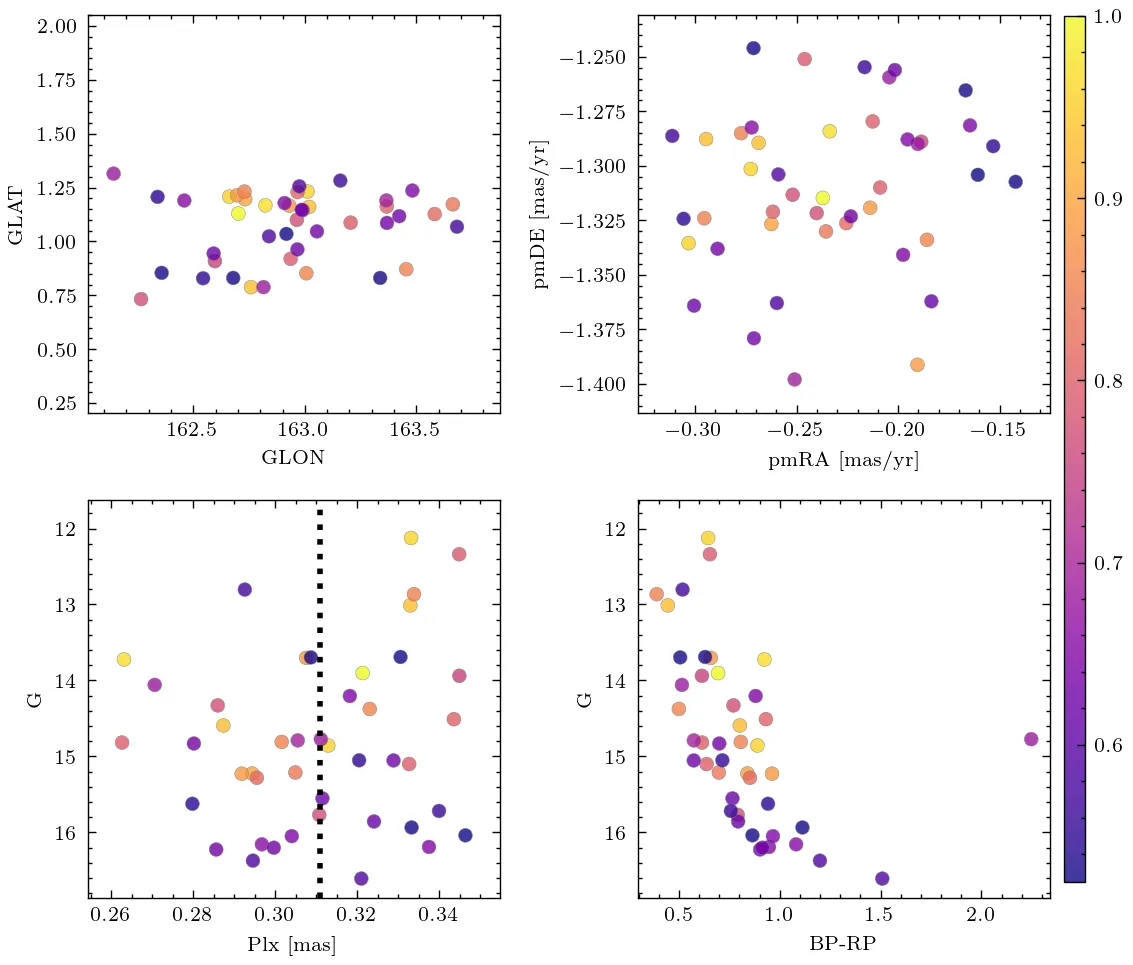 2.00
1.75
1.50
1.25
1.00
0.75
0.50
0.25
GLAT
162.5 163.0 163.5
GLON
−1.250
−1.275
−1.300
−1.325
−1.350
−1.375
−1.400
pmDE [mas/yr]
−0.30 −0.25 −0.20 −0.15
pmRA [mas/yr]
1.0
0.9
0.8
0.7
0.6
12
13
14
15
16
G
0.26 0.28 0.30 0.32 0.34
Plx [mas]
12
13
14
15
16
G
0.5 1.0 1.5 2.0
BP-RP